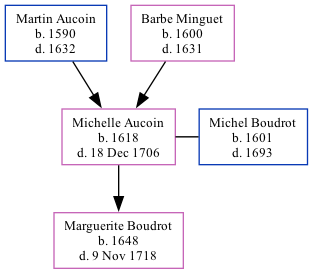 Martin Aucoin
b. 1590
d. 1632
Barbe Minguet
b. 1600
d. 1631
Michelle Aucoin
b. 1618
d. 18 Dec 1706
Michel Boudrot
b. 1601
d. 1693
Marguerite Boudrot
b. 1648
d. 9 Nov 1718